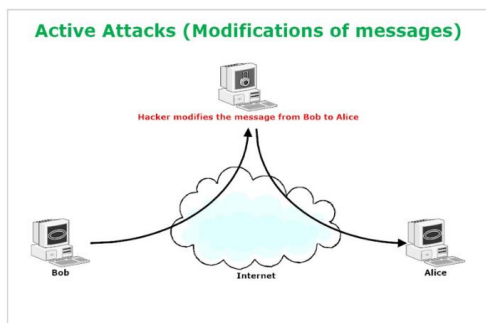 Active Attacks (Modifications of messages)
Hacker modifies the message from Bob to Alice
Bob
Internet
Alice